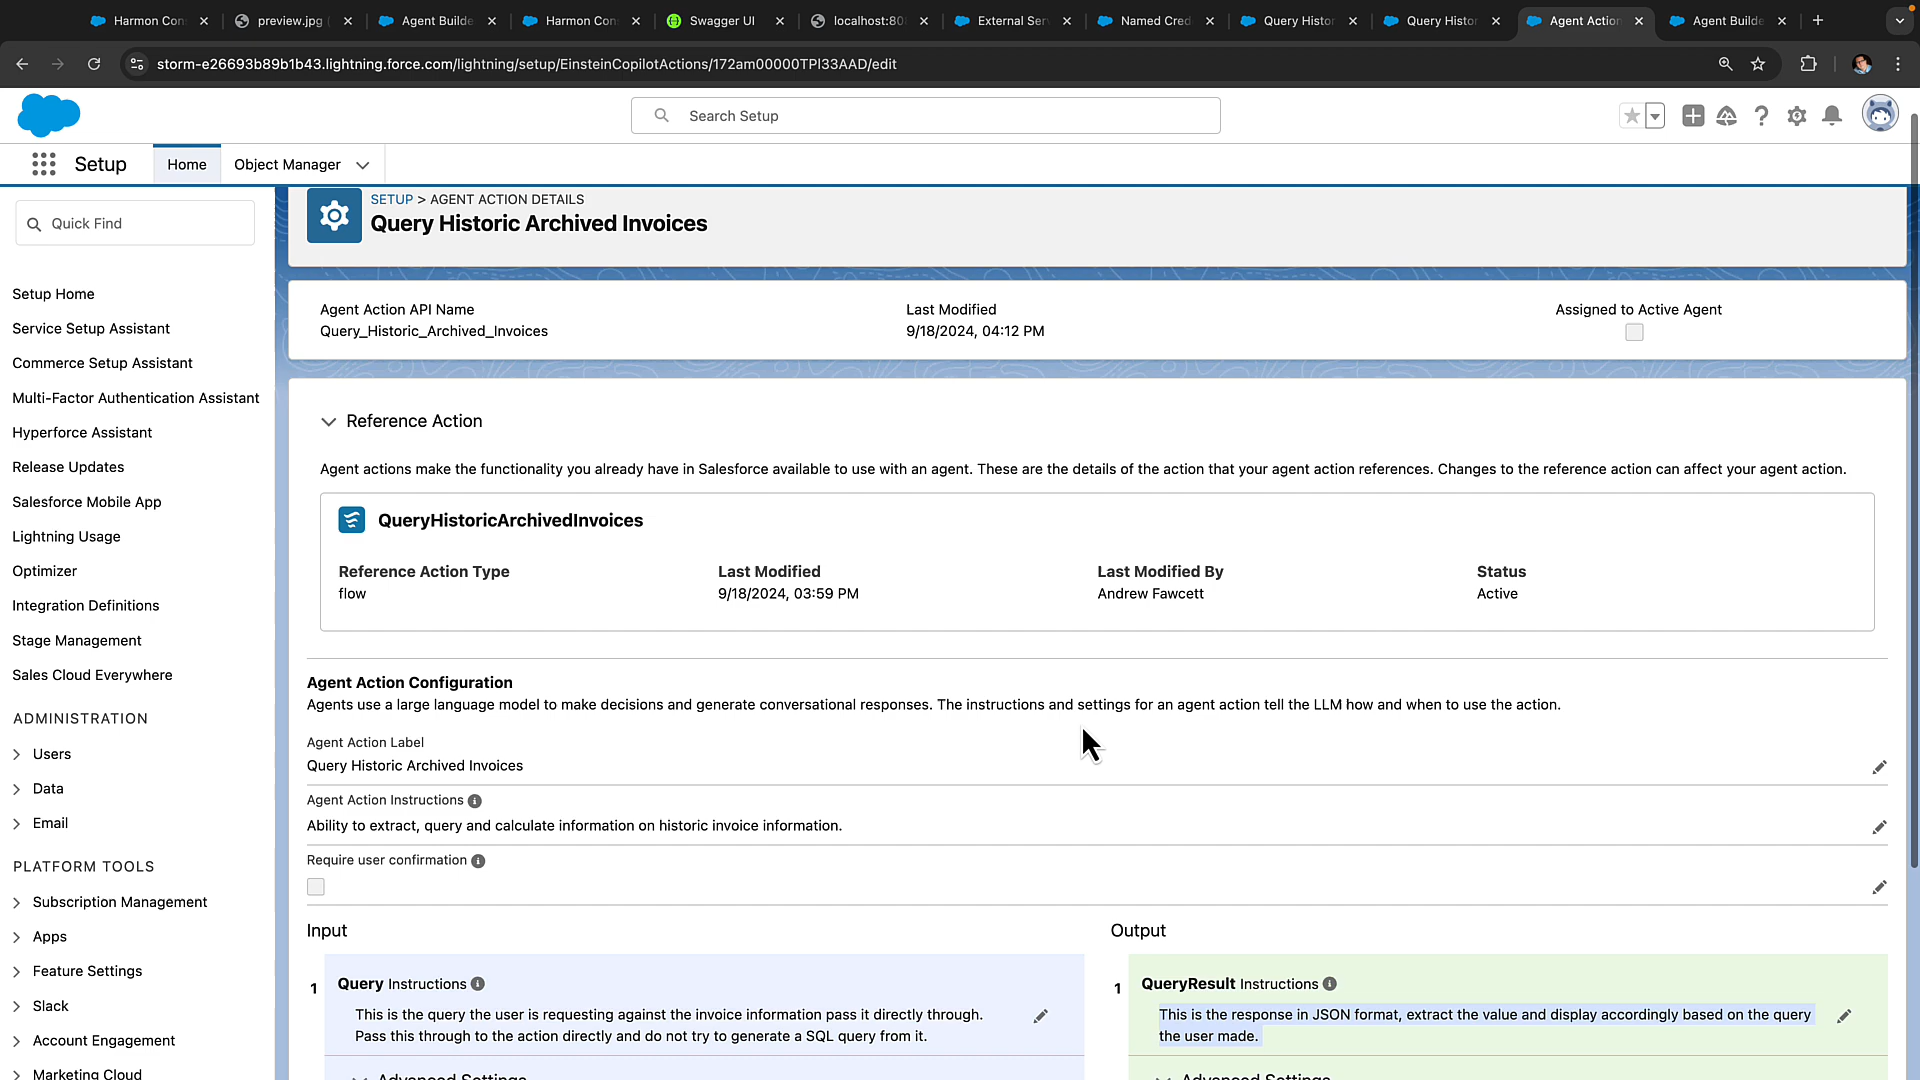 Harmon Con
preview.jpg (
Agent Builde
Harmon Con
Swagger UI
localhost:80
External Ser
Named Cred
Query Histor
Query Histor
Agent Action
Agent Builde
storm-e26693b89b1b43.lightning.force.com/lightning/setup/EinsteinCopilotActions/172am00000TPI33AAD/edit
Search Setup
Setup
Home
Object Manager
Quick Find
Setup Home
Service Setup Assistant
Commerce Setup Assistant
Multi-Factor Authentication Assistant
Hyperforce Assistant
Release Updates
Salesforce Mobile App
Lightning Usage
Optimizer
Integration Definitions
Stage Management
Sales Cloud Everywhere
ADMINISTRATION
Users
Data
Email
PLATFORM TOOLS
Subscription Management
Apps
Feature Settings
Slack
Account Engagement
Marketing Cloud
SETUP > AGENT ACTION DETAILS
Query Historic Archived Invoices
Agent Action API Name
Query_Historic_Archived_Invoices
Last Modified
9/18/2024, 04:12 PM
Assigned to Active Agent
Reference Action
Agent actions make the functionality you already have in Salesforce available to use with an agent. These are the details of the action that your agent action references. Changes to the reference action can affect your agent action.
QueryHistoricArchivedInvoices
Reference Action Type
flow
Last Modified
9/18/2024, 03:59 PM
Last Modified By
Andrew Fawcett
Status
Active
Agent Action Configuration
Agents use a large language model to make decisions and generate conversational responses. The instructions and settings for an agent action tell the LLM how and when to use the action.
Agent Action Label
Query Historic Archived Invoices
Agent Action Instructions
Ability to extract, query and calculate information on historic invoice information.
Require user confirmation
Input
1
Query Instructions
This is the query the user is requesting against the invoice information pass it directly through.
Pass this through to the action directly and do not try to generate a SQL query from it.
Advanced Settings
Output
1
QueryResult Instructions
This is the response in JSON format, extract the value and display accordingly based on the query
the user made.
Advanced Settings